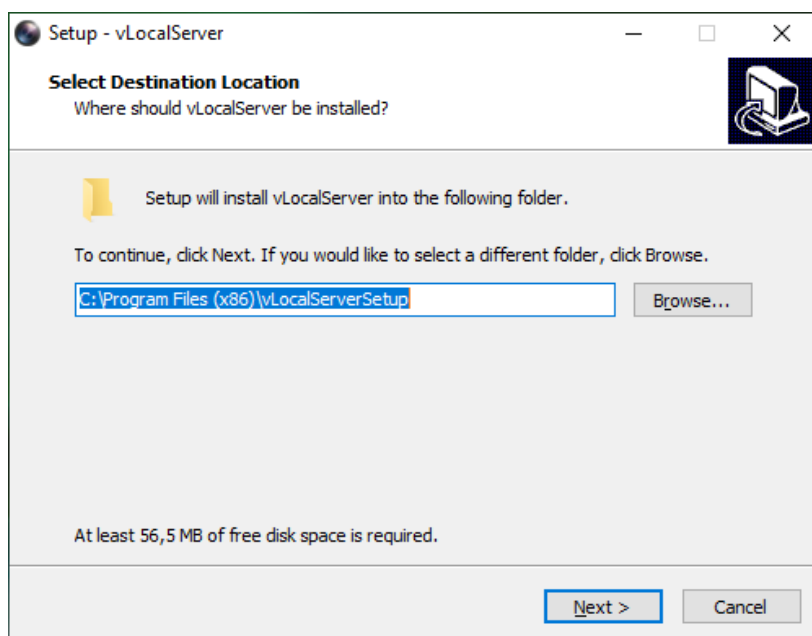 Setup - vLocalServer
Select Destination Location
Where should vLocalServer be installed?
Setup will install vLocalServer into the following folder.
To continue, click Next. If you would like to select a different folder, click Browse.
C:\Program Files (x86)\vLocalServerSetup
Browse...
At least 56,5 MB of free disk space is required.
Next >
Cancel